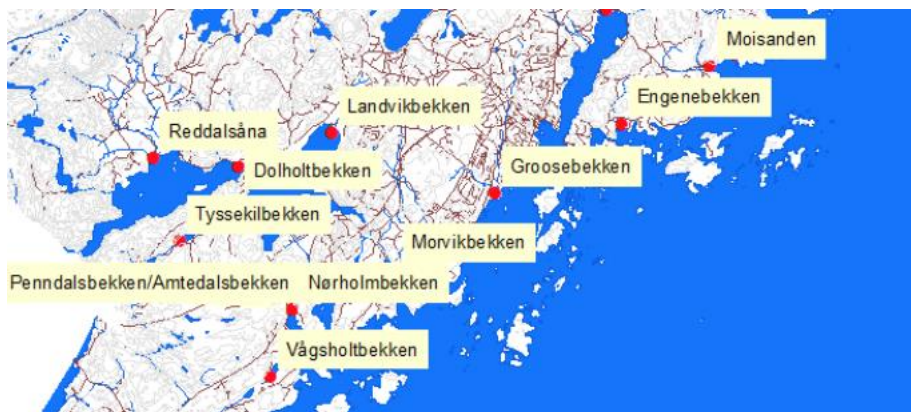 Moisanden
Engenebekken
Landvikbekken
Reddalsåna
Dolholtbekken
Groosebekken
Tyssekilbekken
Morvikbekken
Penndalsbekken/Amtedalsbekken
Nørholmbekken
Vågsholtbekken